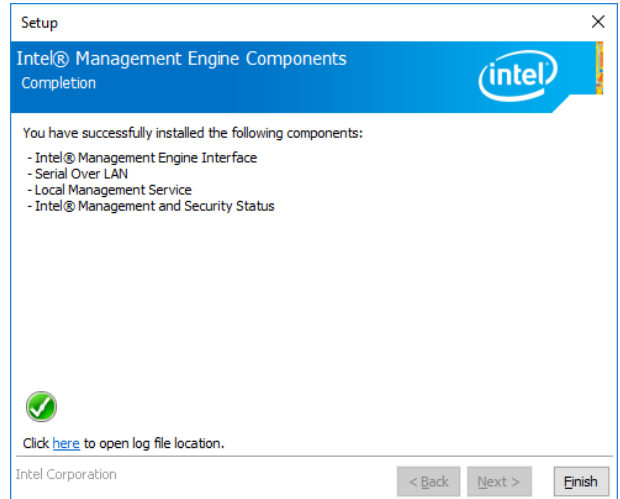 Setup
Intel® Management Engine Components
Completion
intel
You have successfully installed the following components:
- Intel® Management Engine Interface
- Serial Over LAN
- Local Management Service
- Intel® Management and Security Status
Click here to open log file location.
Intel Corporation
< Back Next > Finish